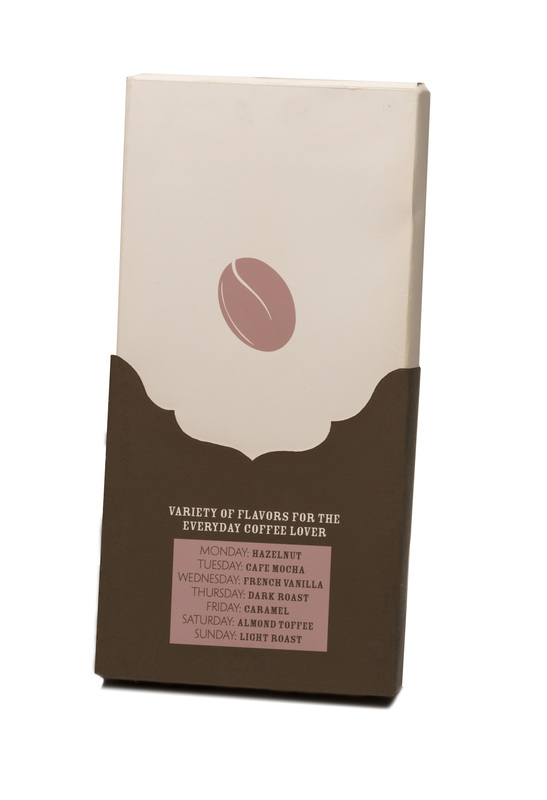 VARIETY OF FLAVORS FOR THE
EVERYDAY COFFEE LOVER
MONDAY: HAZELNUT
TUESDAY: CAFE MOCHA
WEDNESDAY: FRENCH VANILLA
THURSDAY: DARK ROAST
FRIDAY: CARAMEL
SATURDAY: ALMOND TOFFEE
SUNDAY: LIGHT ROAST